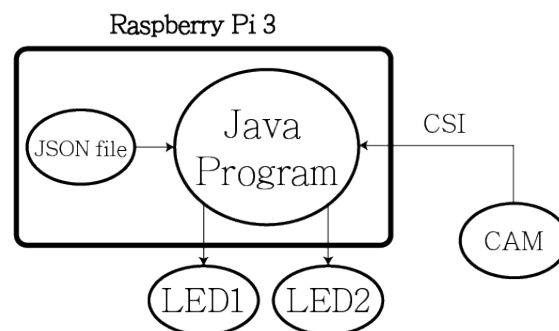 Raspberry Pi 3
Java
Program
JSON file
CSI
CAM
LED1
LED2